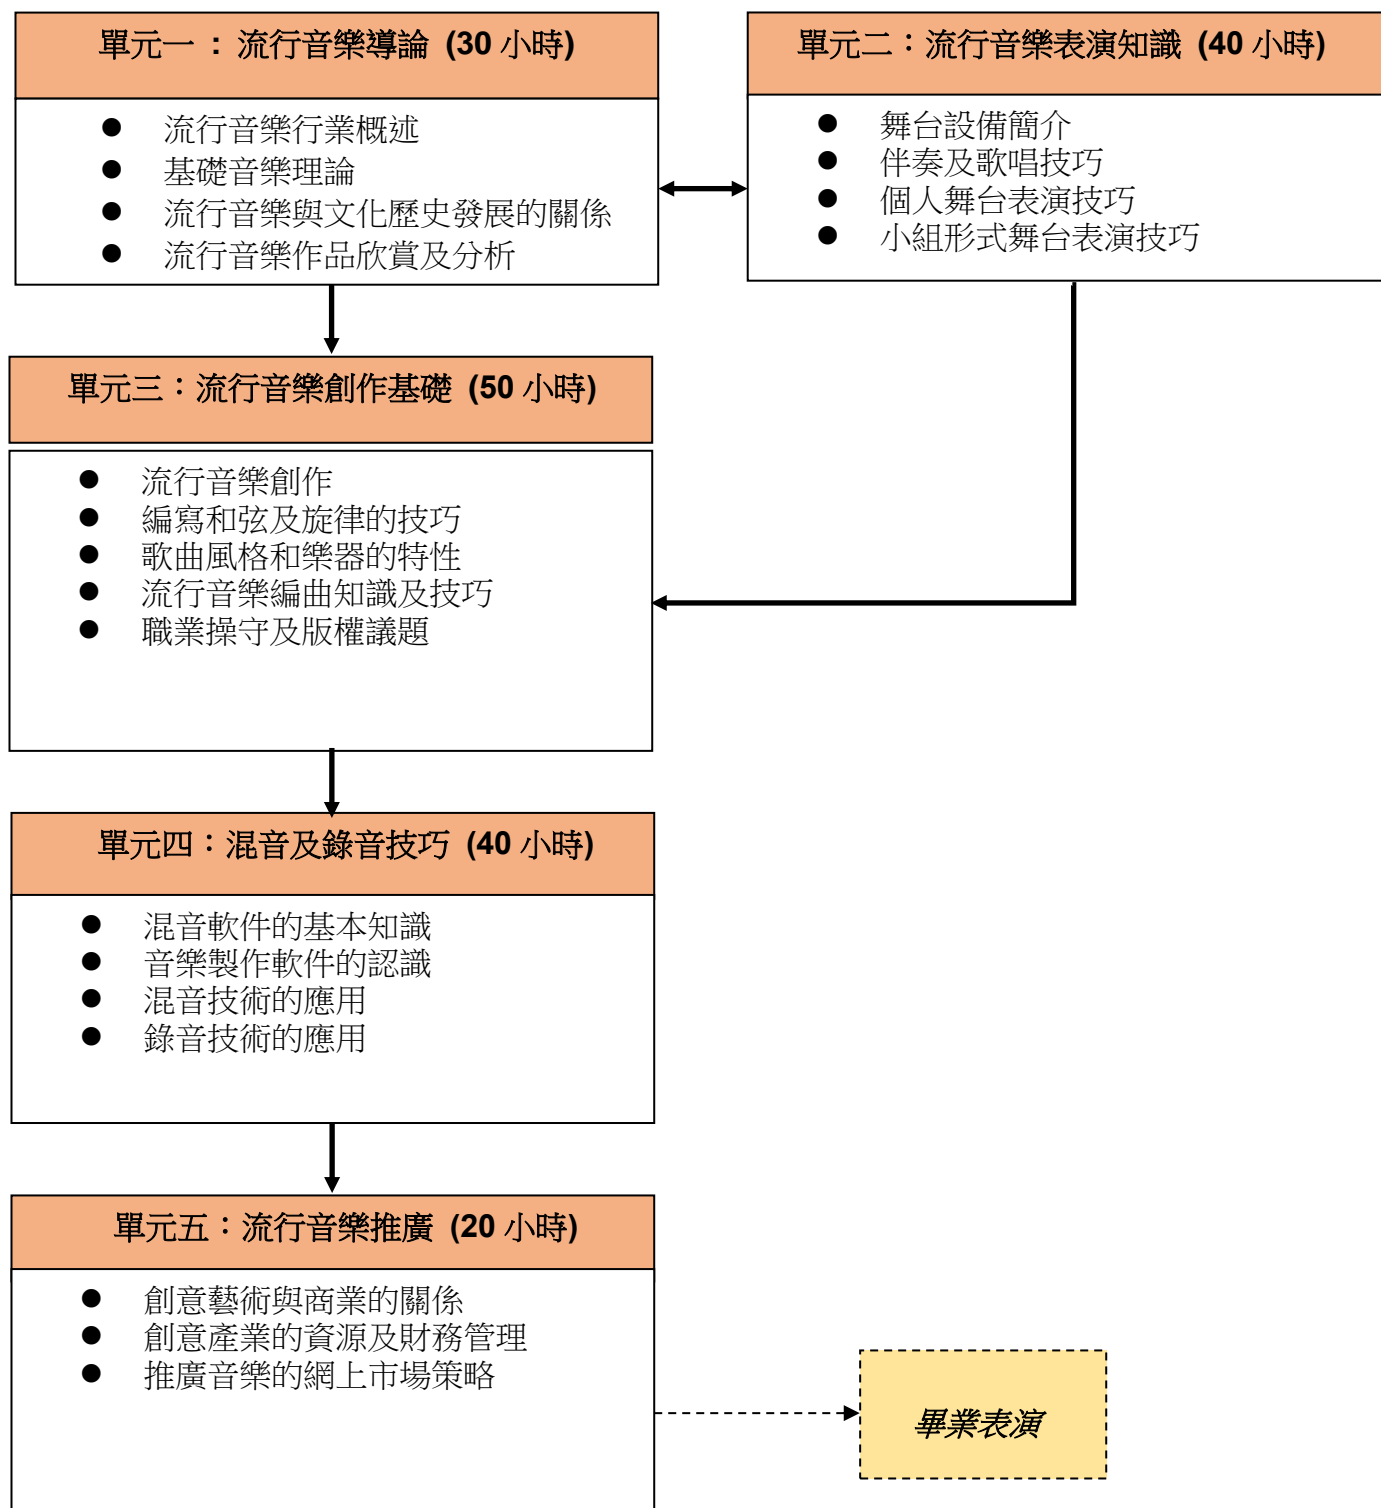 單元一 : 流行音樂導論 (30 小時)
● 流行音樂行業概述
● 基礎音樂理論
● 流行音樂與文化歷史發展的關係
● 流行音樂作品欣賞及分析
單元二：流行音樂表演知識 (40 小時)
● 舞台設備簡介
● 伴奏及歌唱技巧
● 個人舞台表演技巧
● 小組形式舞台表演技巧
單元三：流行音樂創作基礎 (50 小時)
● 流行音樂創作
● 編寫和弦及旋律的技巧
● 歌曲風格和樂器的特性
● 流行音樂編曲知識及技巧
● 職業操守及版權議題
單元四：混音及錄音技巧 (40 小時)
● 混音軟件的基本知識
● 音樂製作軟件的認識
● 混音技術的應用
● 錄音技術的應用
單元五：流行音樂推廣 (20 小時)
● 創意藝術與商業的關係
● 創意產業的資源及財務管理
● 推廣音樂的網上市場策略
畢業表演